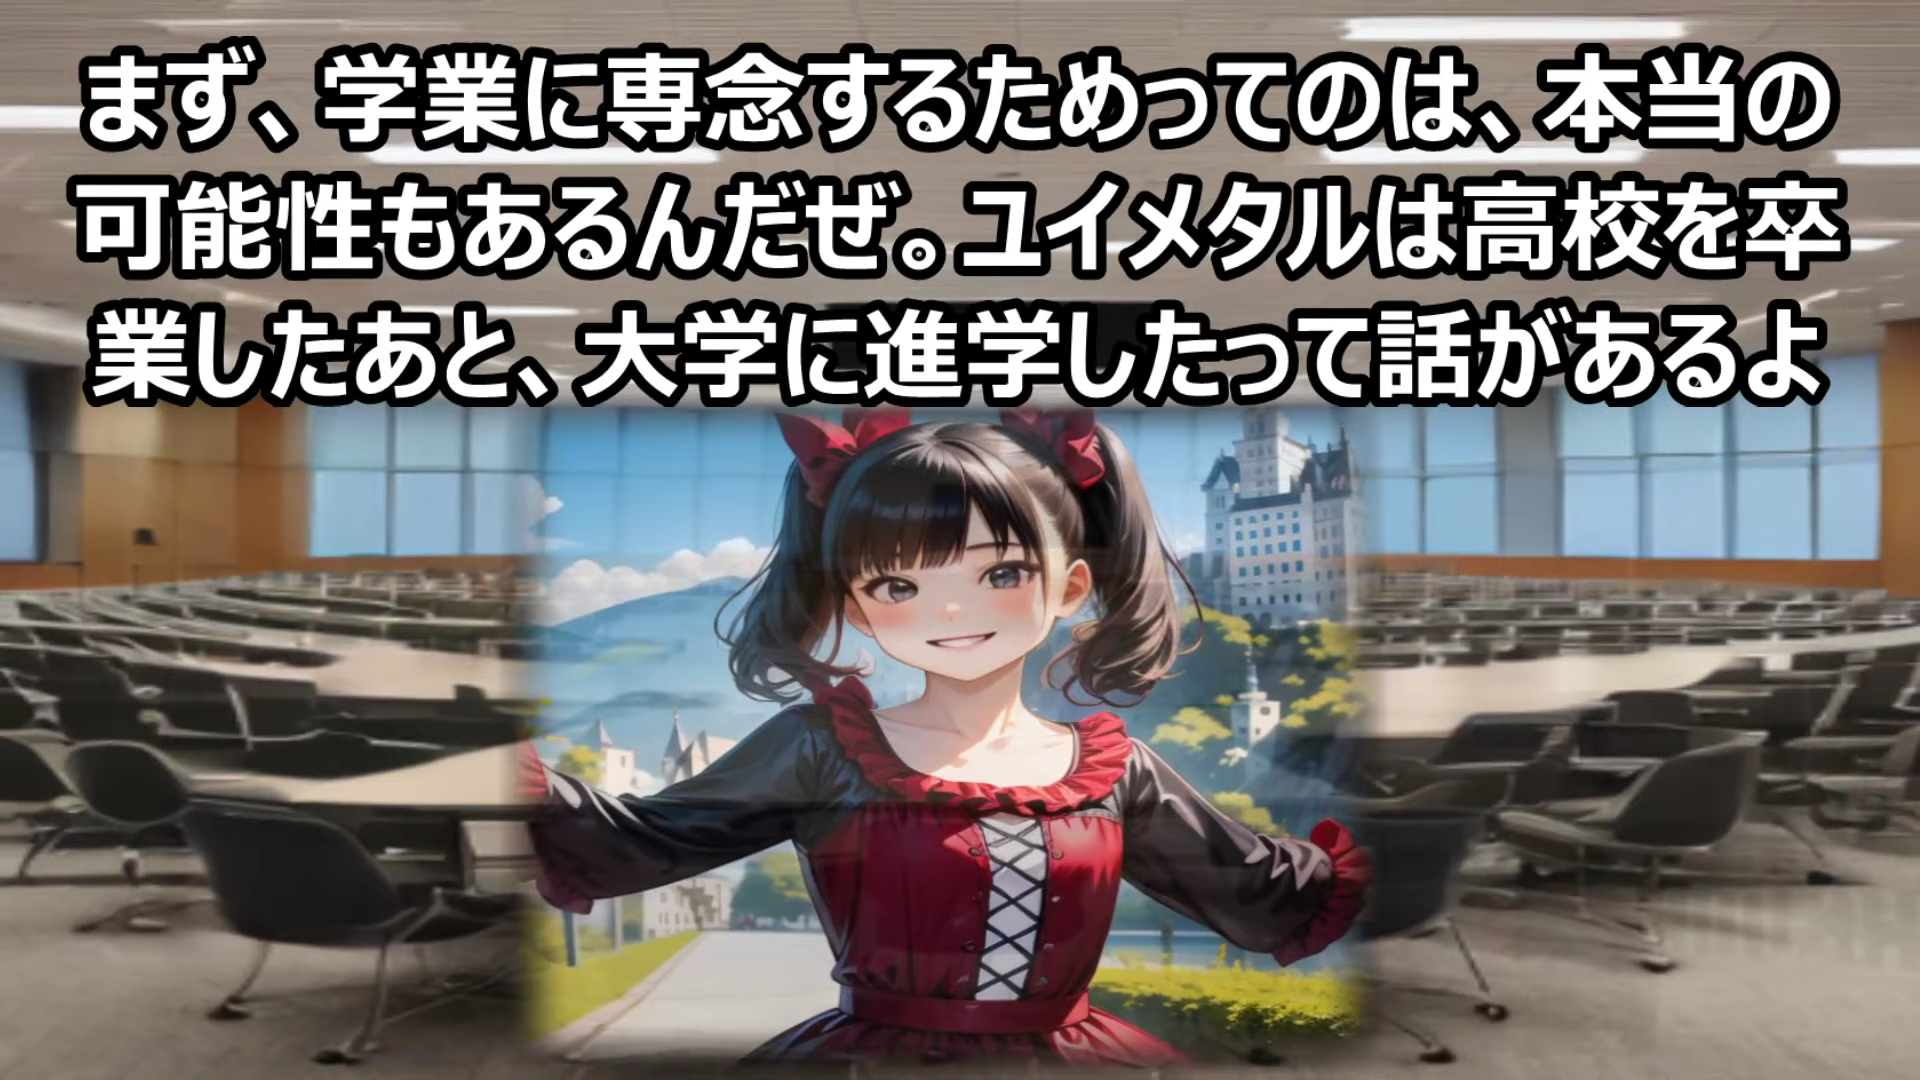 まず、学業に専念するためってのは、本当の
可能性もあるんだぜ。ユイメタルは高校を卒
業したあと、大学に進学したって話があるよ